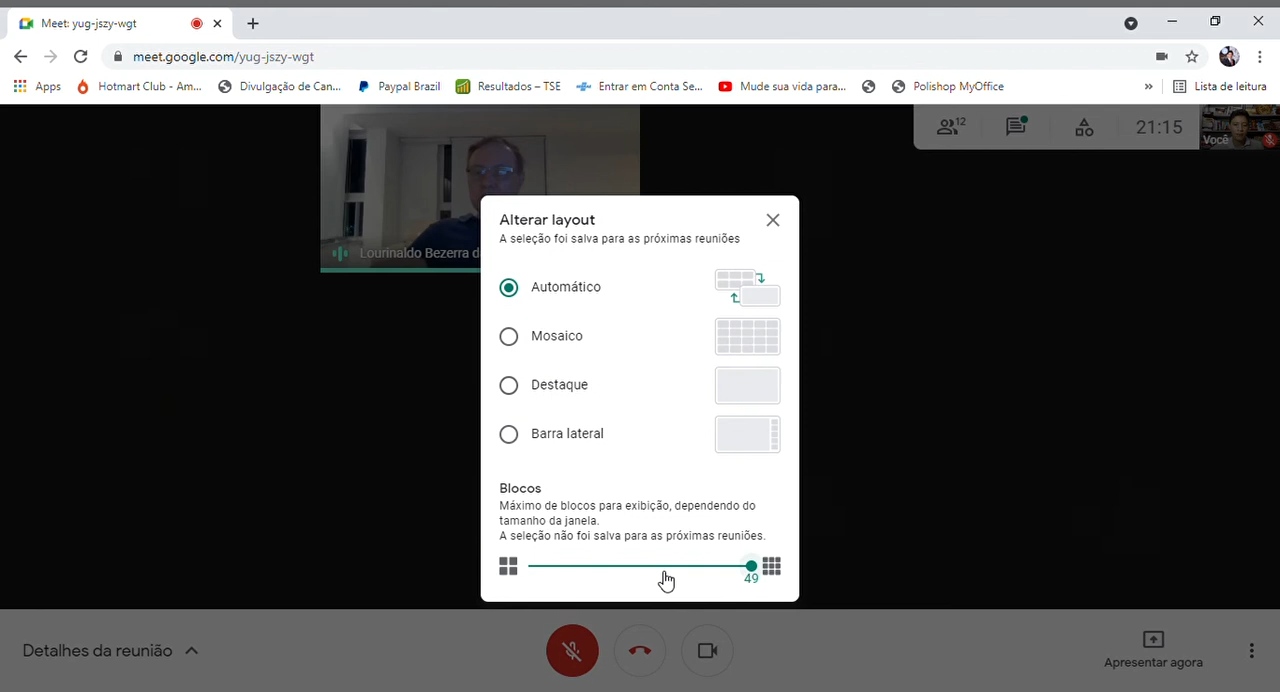 Meet: yug-jszy-wgt
meet.google.com/yug-jszy-wgt
Apps Hotmart Club - Am... Divulgação de Can... Paypal Brazil Resultados – TSE Entrar em Conta Se... Mude sua vida para... Polishop MyOffice » Lista de leitura
12 21:15
Você
Lourinaldo Bezerra d
Alterar layout
A seleção foi salva para as próximas reuniões
Automático
Mosaico
Destaque
Barra lateral
Blocos
Máximo de blocos para exibição, dependendo do
tamanho da janela.
A seleção não foi salva para as próximas reuniões.
49
Detalhes da reunião
Apresentar agora